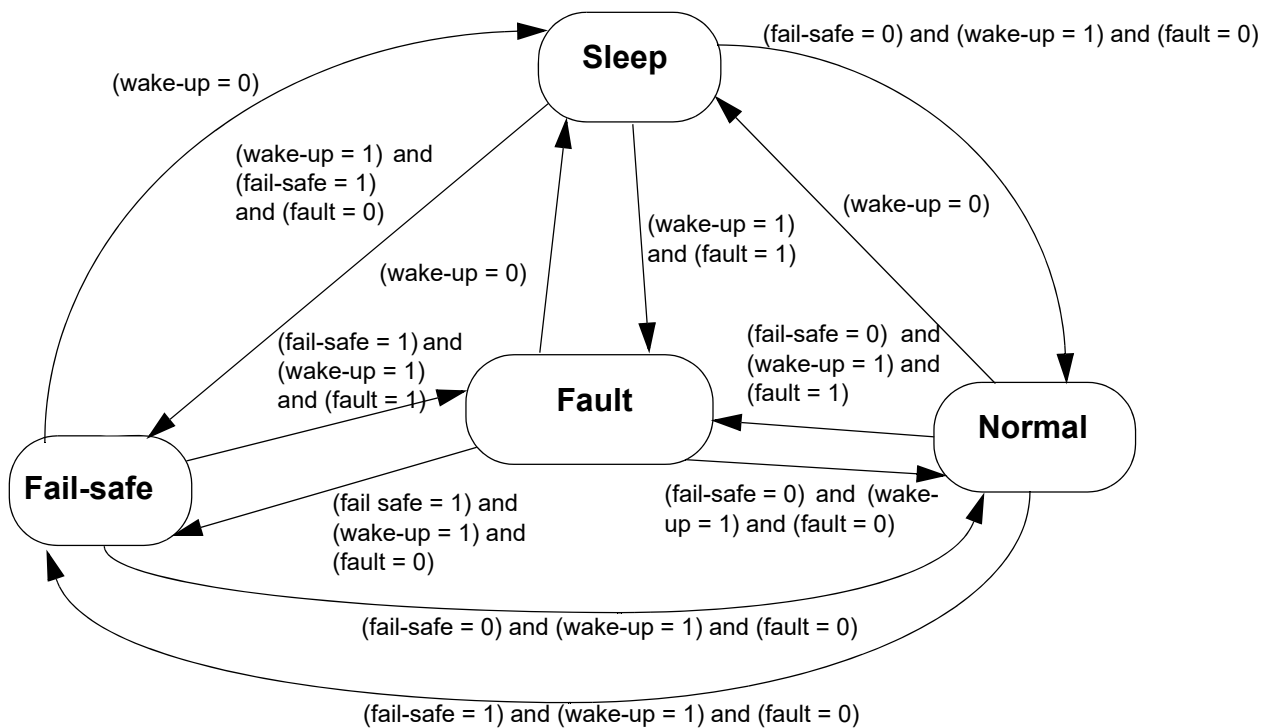 Sleep
(fail-safe = 0) and (wake-up = 1) and (fault = 0)
(wake-up = 0)
(wake-up = 1) and
(fail-safe = 1)
and (fault = 0)
(wake-up = 0)
(wake-up = 1)
and (fault = 1)
(wake-up = 0)
(fail-safe = 1) and
(wake-up = 1)
and (fault = 1)
(fail-safe = 0) and
(wake-up = 1) and
(fault = 1)
Fault
Normal
Fail-safe
(fail safe = 1) and
(wake-up = 1) and
(fault = 0)
(fail-safe = 0) and (wake-
up = 1) and (fault = 0)
(fail-safe = 0) and (wake-up = 1) and (fault = 0)
(fail-safe = 1) and (wake-up = 1) and (fault = 0)